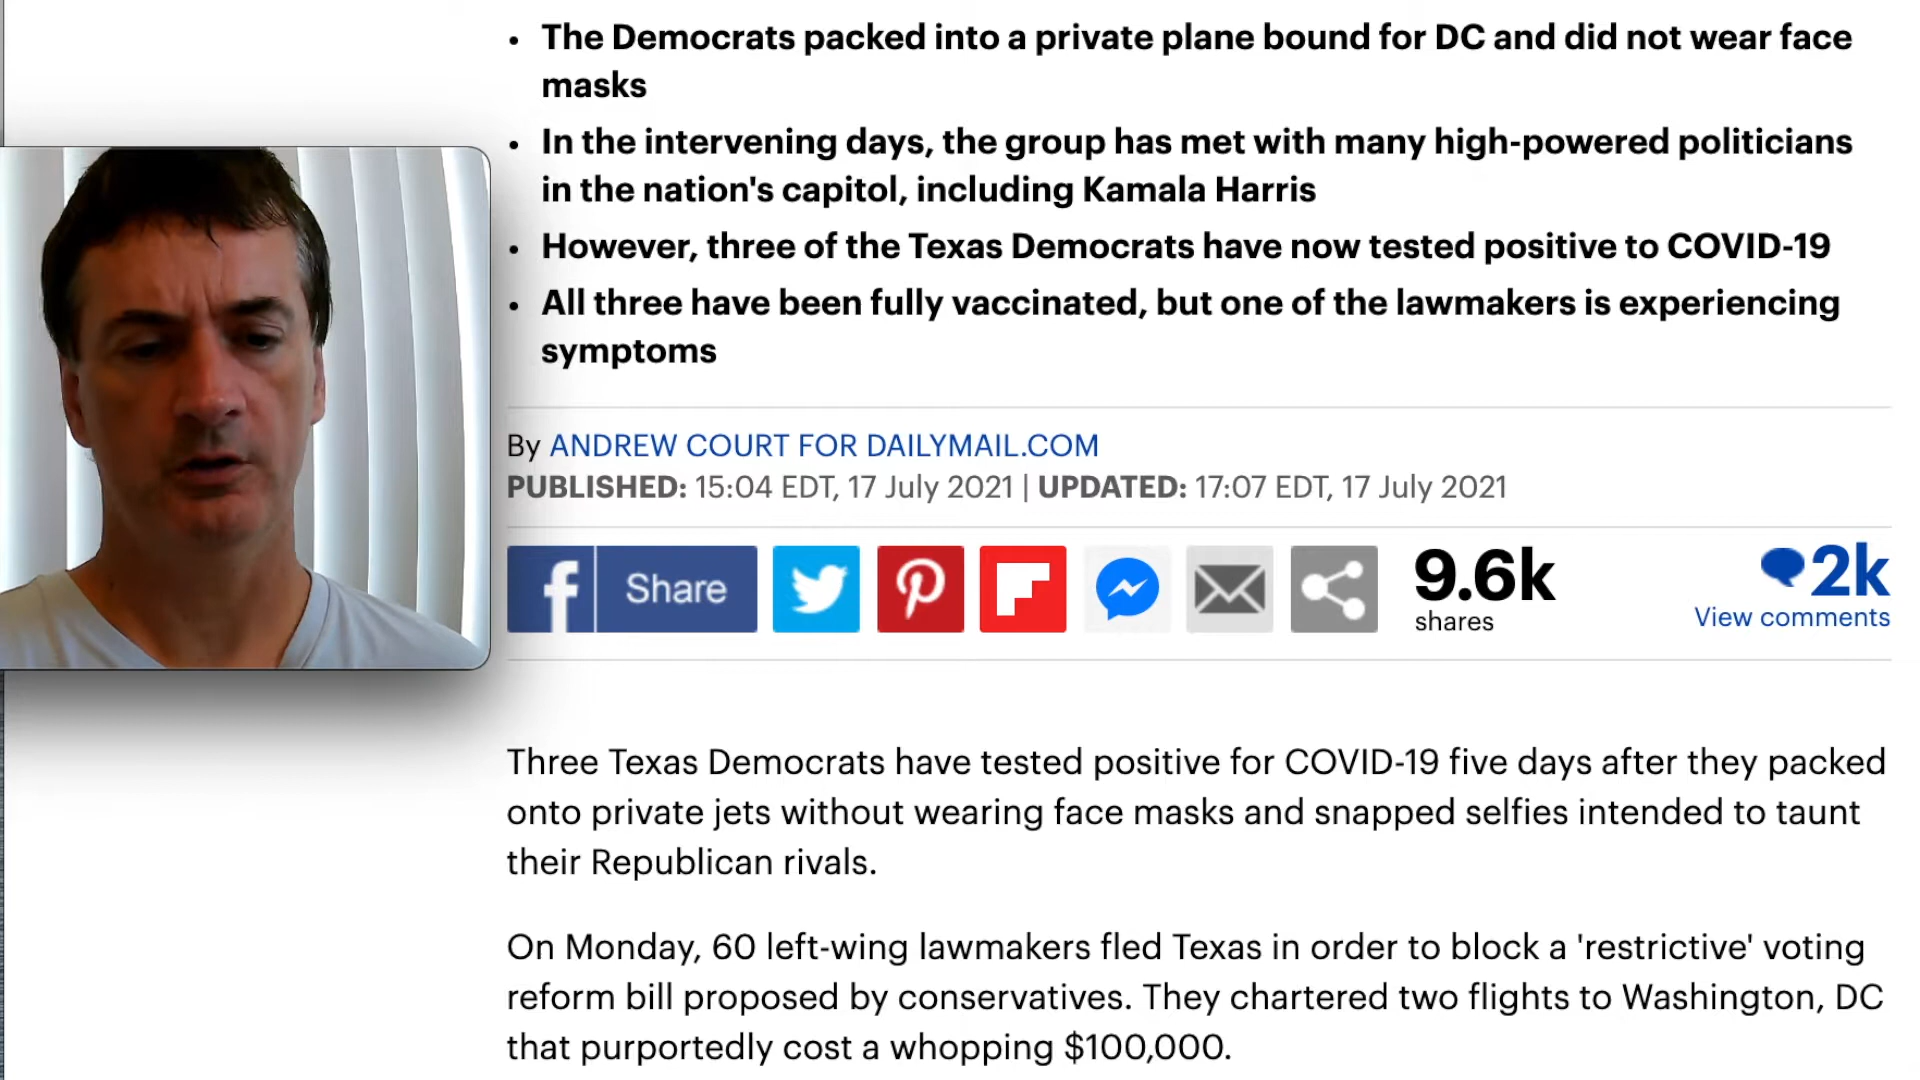 • The Democrats packed into a private plane bound for DC and did not wear face
masks
• In the intervening days, the group has met with many high-powered politicians
in the nation's capitol, including Kamala Harris
• However, three of the Texas Democrats have now tested positive to COVID-19
• All three have been fully vaccinated, but one of the lawmakers is experiencing
symptoms
By ANDREW COURT FOR DAILYMAIL.COM
PUBLISHED: 15:04 EDT, 17 July 2021 | UPDATED: 17:07 EDT, 17 July 2021
f Share
9.6k
shares
2k
View comments
Three Texas Democrats have tested positive for COVID-19 five days after they packed
onto private jets without wearing face masks and snapped selfies intended to taunt
their Republican rivals.
On Monday, 60 left-wing lawmakers fled Texas in order to block a 'restrictive' voting
reform bill proposed by conservatives. They chartered two flights to Washington, DC
that purportedly cost a whopping $100,000.